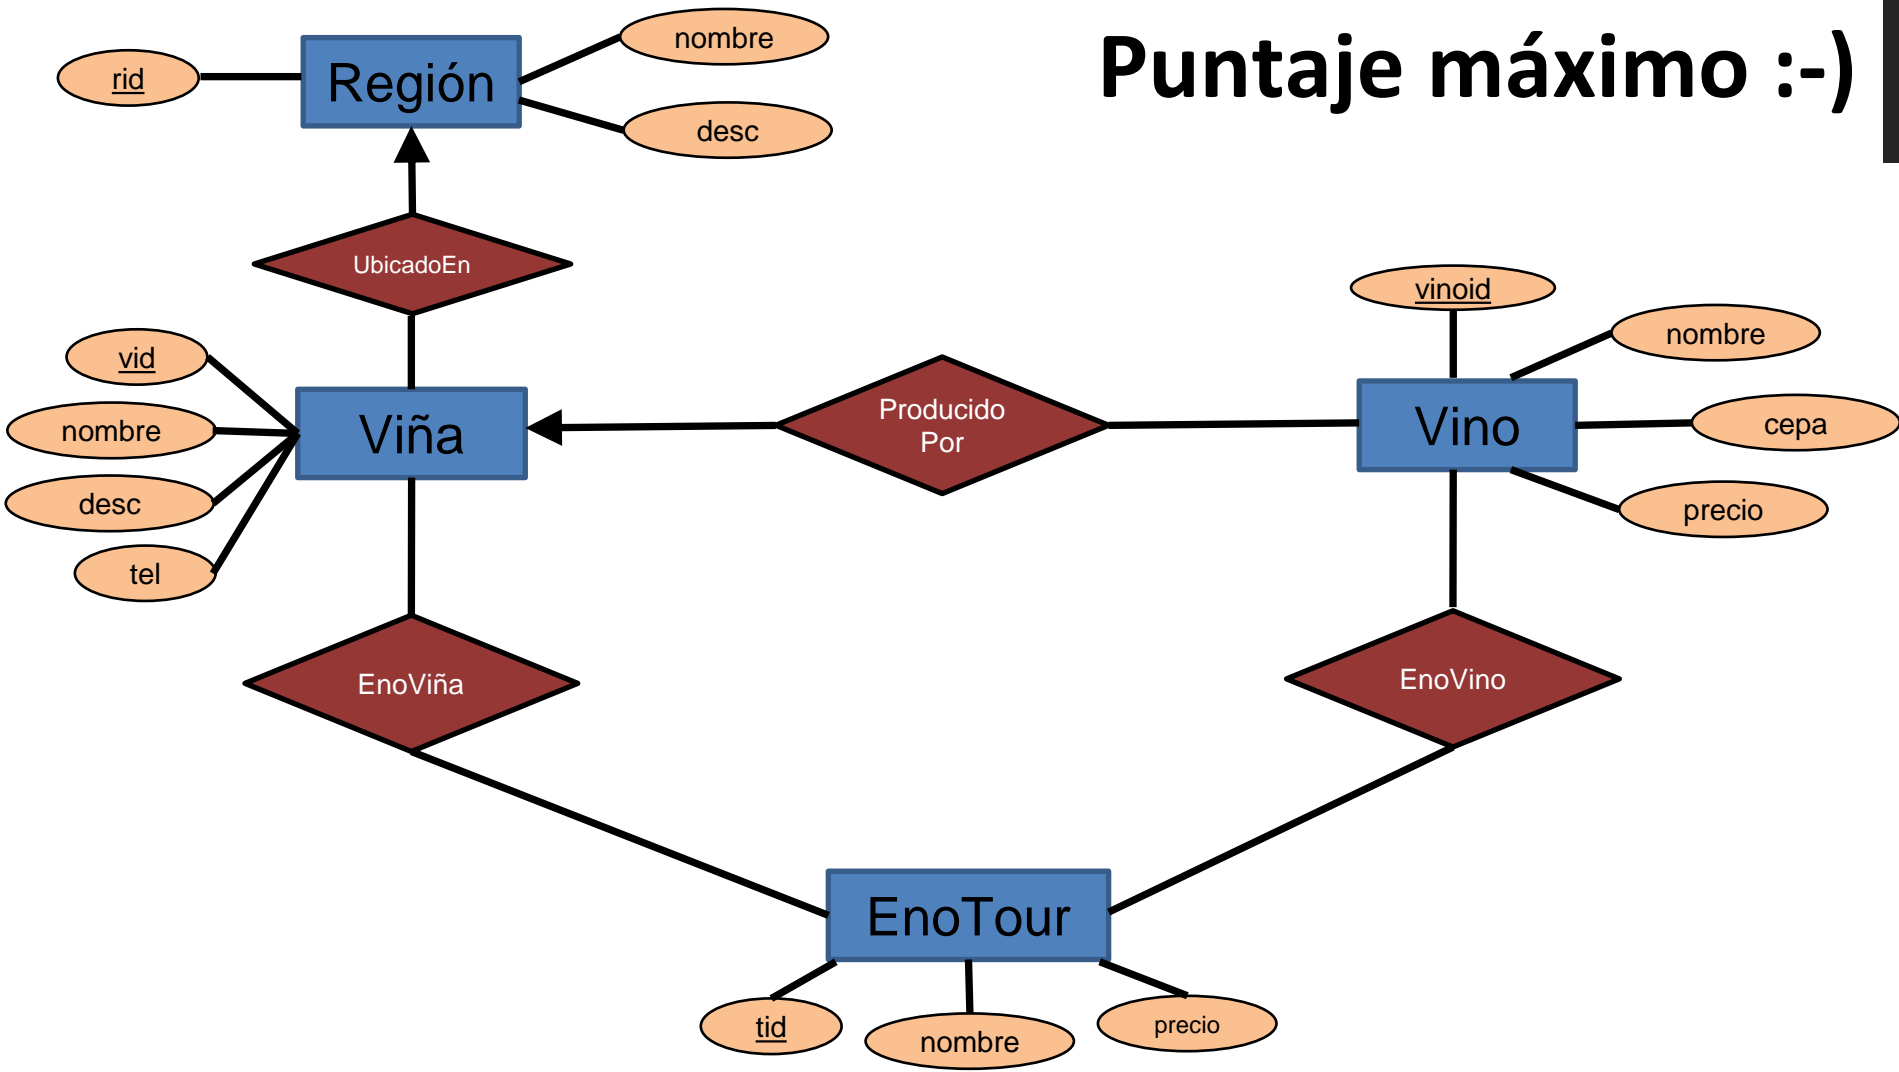 Puntaje máximo :-)
nombre
rid
Región
desc
UbicadoEn
vinoid
nombre
vid
Producido
Por
nombre
Viña
Vino
cepa
desc
precio
tel
EnoViña
EnoVino
EnoTour
tid
nombre
precio